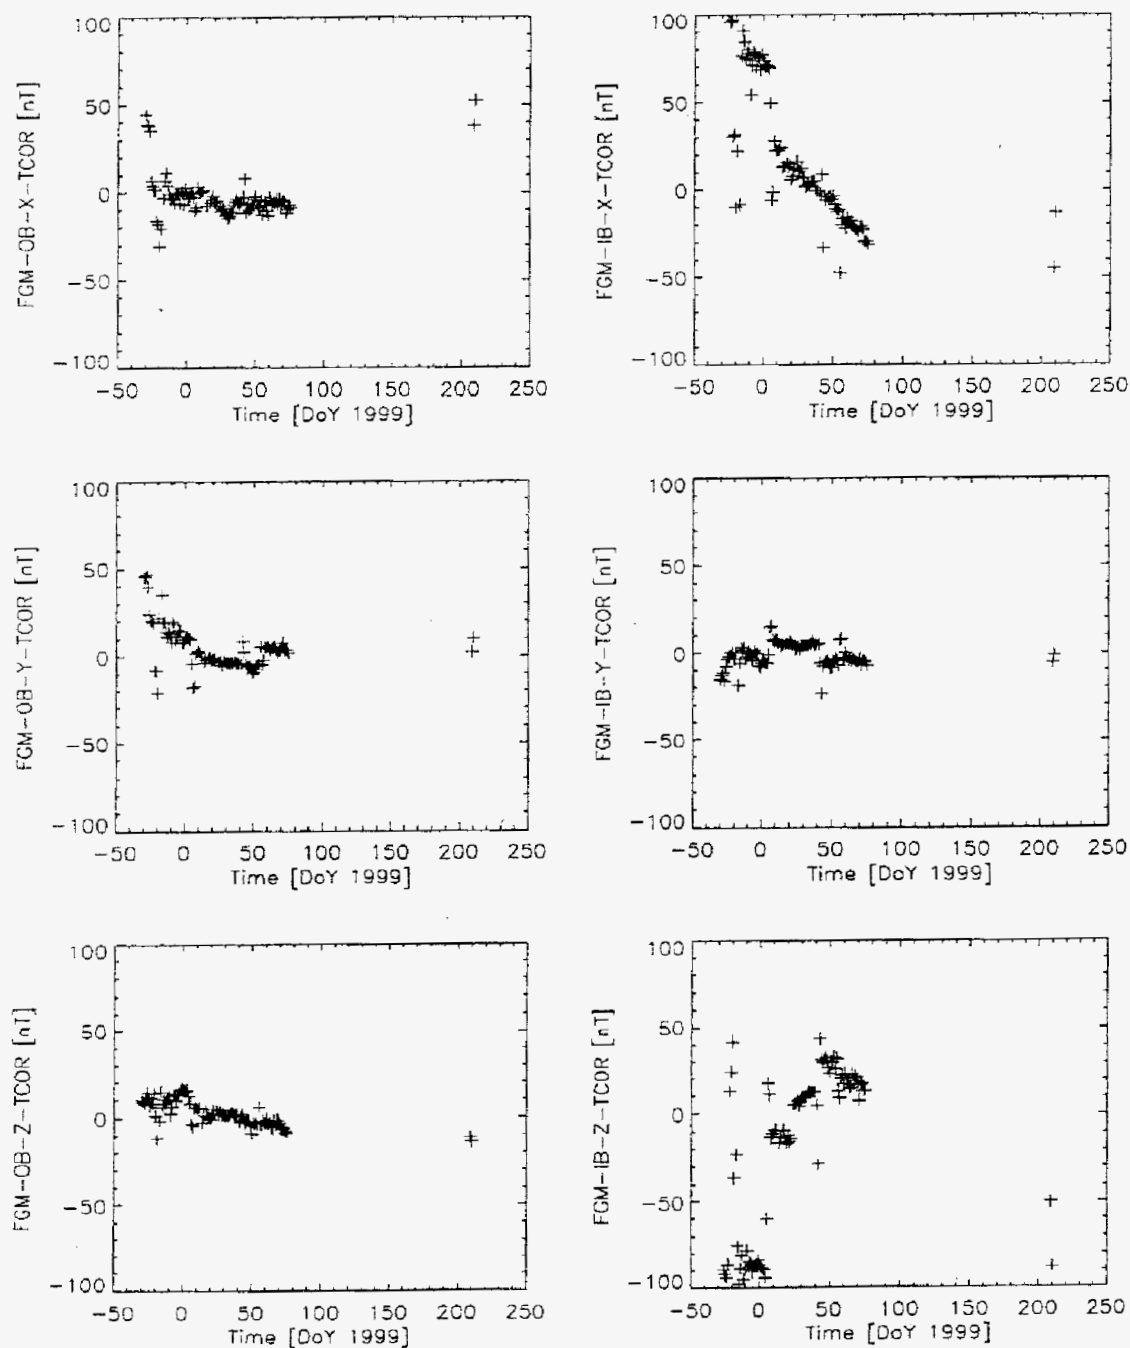 FGM-OB-X-TCOR [nT]
100
50
0
-50
-100
-50 0 50 100 150 200 250
Time [DoY 1999]
FGM-IB-X-TCOR [nT]
100
50
0
-50
-100
-50 0 50 100 150 200 250
Time [DoY 1999]
FGM-OB-Y-TCOR [nT]
100
50
0
-50
-100
-50 0 50 100 150 200 250
Time [DoY 1999]
FGM-IB-Y-TCOR [nT]
100
50
0
-50
-100
-50 0 50 100 150 200 250
Time [DoY 1999]
FGM-OB-Z-TCOR [nT]
100
50
0
-50
-100
-50 0 50 100 150 200 250
Time [DoY 1999]
FGM-IB-Z-TCOR [nT]
100
50
0
-50
-100
-50 0 50 100 150 200 250
Time [DoY 1999]